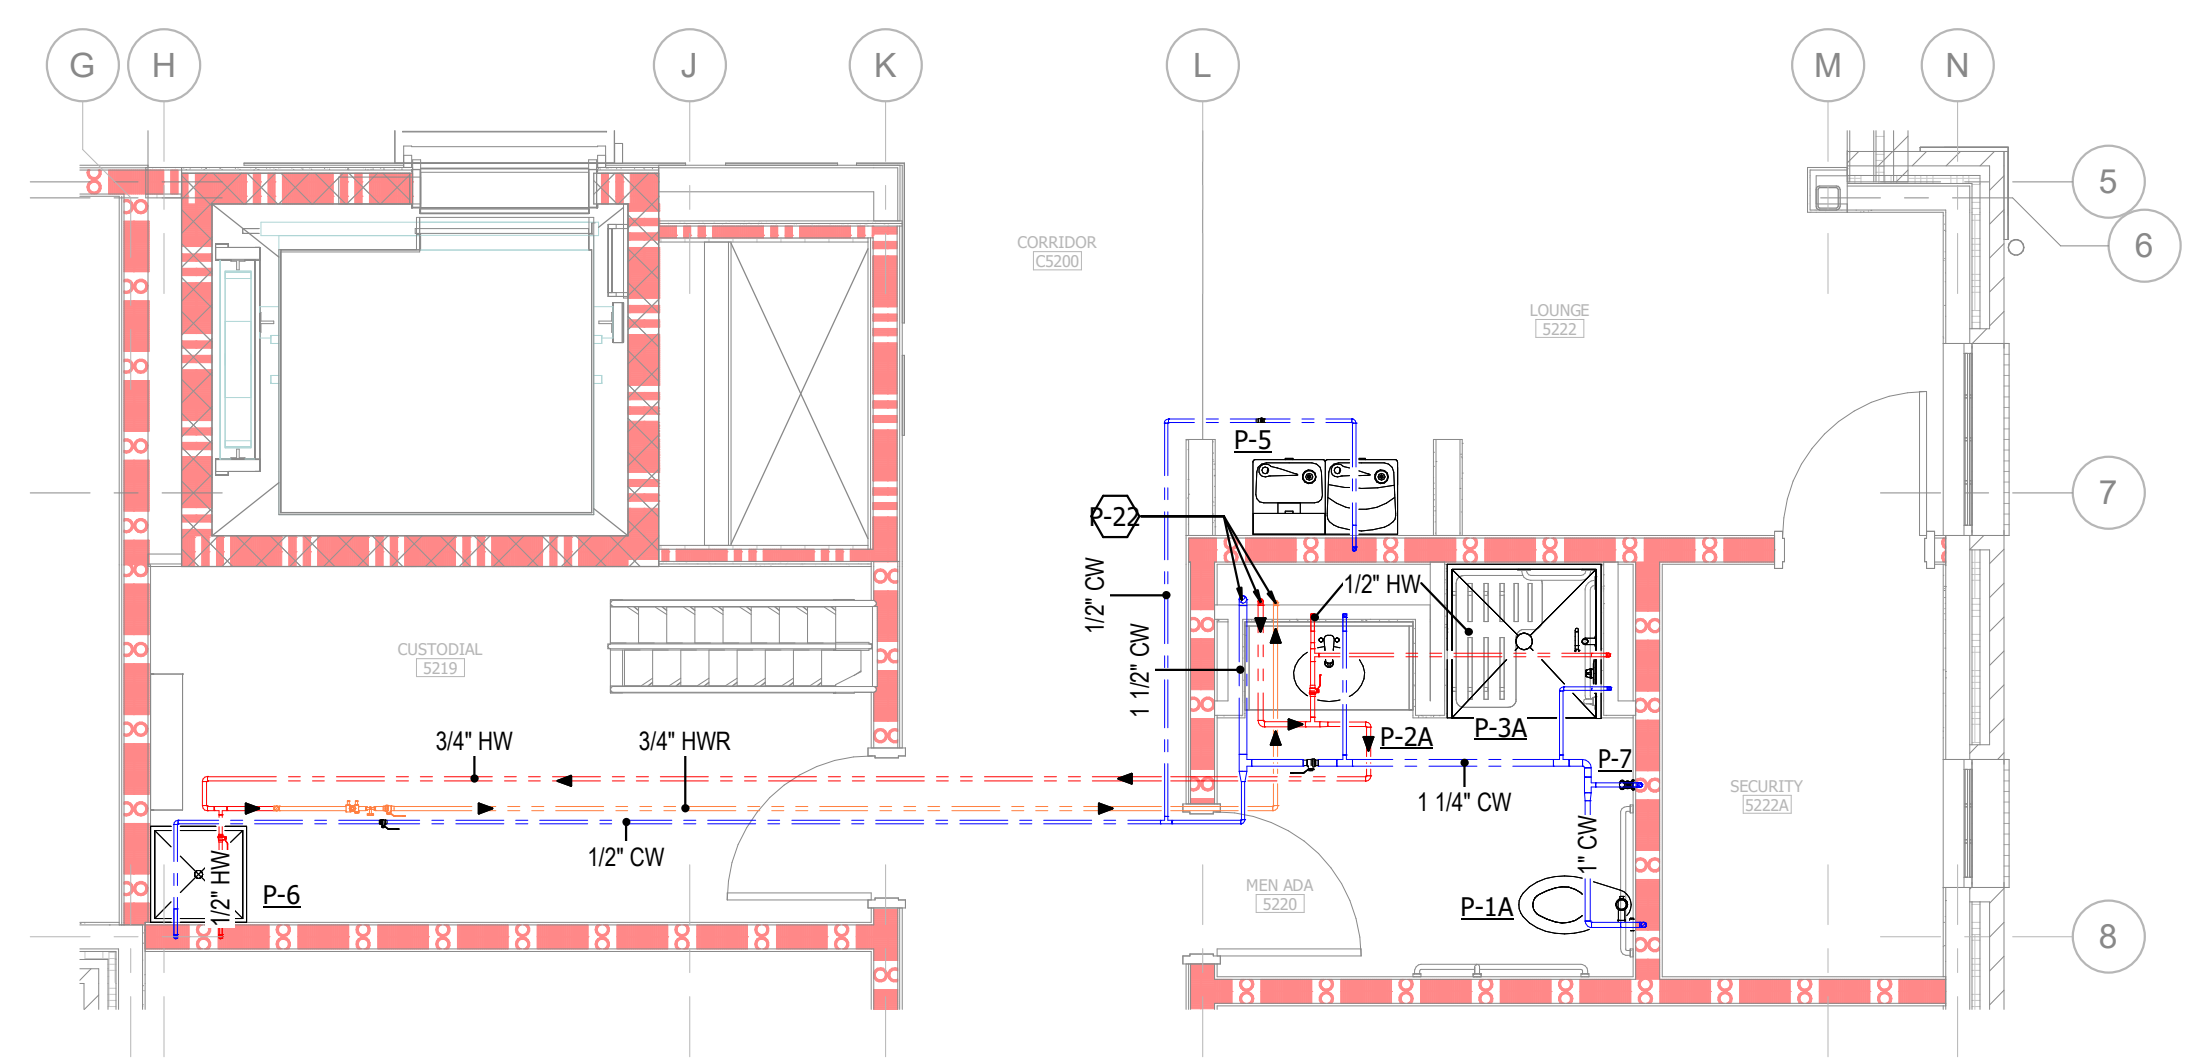 G
H
J
K
L
M
N
5
6
CORRIDOR
C5200
LOUNGE
5222
P-5
7
P-22
1/2" CW
1/2" HW
1 1/2" CW
CUSTODIAL
5219
3/4" HW
3/4" HWR
P-2A
P-3A
P-7
1 1/4" CW
SECURITY
5222A
1/2" CW
1" CW
1/2" HW
P-6
MEN ADA
5220
P-1A
8